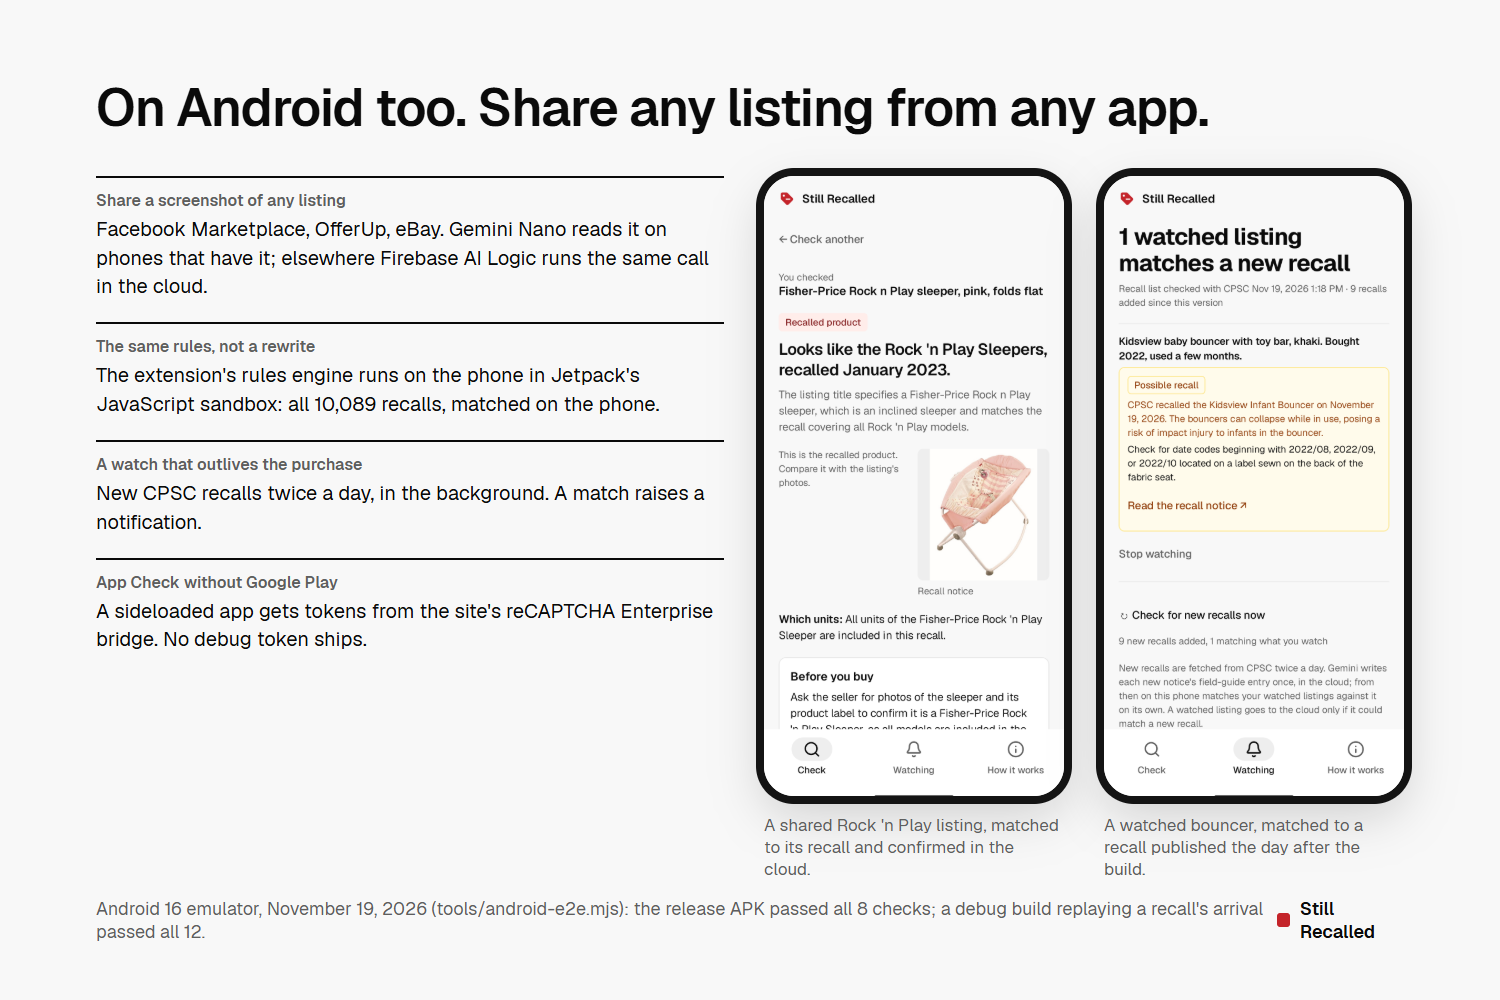 On Android too. Share any listing from any app.
Share a screenshot of any listing
Facebook Marketplace, OfferUp, eBay. Gemini Nano reads it on
phones that have it; elsewhere Firebase AI Logic runs the same call
in the cloud.
The same rules, not a rewrite
The extension's rules engine runs on the phone in Jetpack's
JavaScript sandbox: all 10,089 recalls, matched on the phone.
A watch that outlives the purchase
New CPSC recalls twice a day, in the background. A match raises a
notification.
App Check without Google Play
A sideloaded app gets tokens from the site's reCAPTCHA Enterprise
bridge. No debug token ships.
Still Recalled
← Check another
You checked
Fisher-Price Rock n Play sleeper, pink, folds flat
Recalled product
Looks like the Rock 'n Play Sleepers,
recalled January 2023.
The listing title specifies a Fisher-Price Rock n Play
sleeper, which is an inclined sleeper and matches the
recall covering all Rock 'n Play models.
This is the recalled product.
Compare it with the listing's
photos.
Recall notice
Which units: All units of the Fisher-Price Rock 'n Play
Sleeper are included in this recall.
Before you buy
Ask the seller for photos of the sleeper and its
product label to confirm it is a Fisher-Price Rock
'n Play Sleeper, as all models are included in the
Check
Watching
How it works
A shared Rock 'n Play listing, matched
to its recall and confirmed in the
cloud.
Still Recalled
1 watched listing
matches a new recall
Recall list checked with CPSC Nov 19, 2026 1:18 PM · 9 recalls
added since this version
Kidsview baby bouncer with toy bar, khaki. Bought
2022, used a few months.
Possible recall
CPSC recalled the Kidsview Infant Bouncer on November
19, 2026. The bouncers can collapse while in use, posing a
risk of impact injury to infants in the bouncer.
Check for date codes beginning with 2022/08, 2022/09,
or 2022/10 located on a label sewn on the back of the
fabric seat.
Read the recall notice ↗
Stop watching
↻ Check for new recalls now
9 new recalls added, 1 matching what you watch
New recalls are fetched from CPSC twice a day. Gemini writes
each new notice's field-guide entry once, in the cloud; from
then on this phone matches your watched listings against it
on its own. A watched listing goes to the cloud only if it could
match a new recall.
Check
Watching
How it works
A watched bouncer, matched to a
recall published the day after the
build.
Android 16 emulator, November 19, 2026 (tools/android-e2e.mjs): the release APK passed all 8 checks; a debug build replaying a recall's arrival
passed all 12.
Still
Recalled